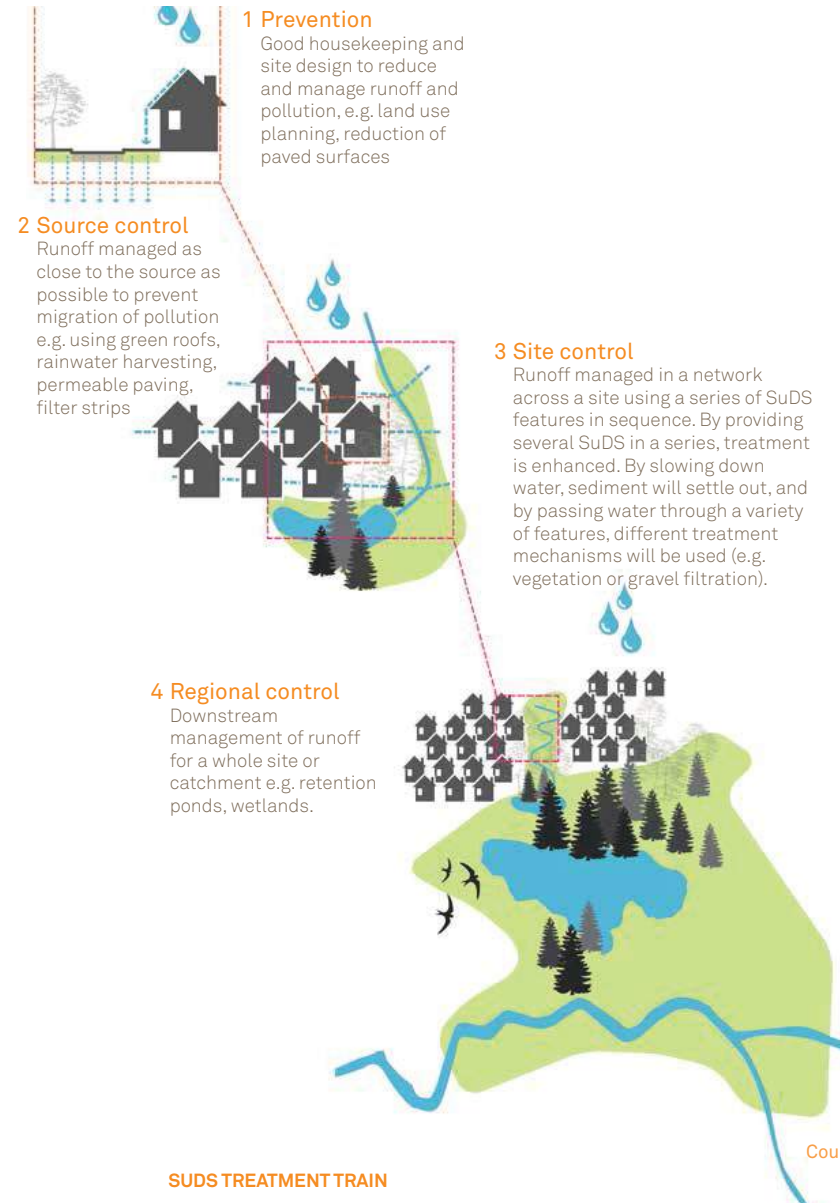 1 Prevention
Good housekeeping and
site design to reduce
and manage runoff and
pollution, e.g. land use
planning, reduction of
paved surfaces
2 Source control
Runoff managed as
close to the source as
possible to prevent
migration of pollution
e.g. using green roofs,
rainwater harvesting,
permeable paving,
filter strips
3 Site control
Runoff managed in a network
across a site using a series of SuDS
features in sequence. By providing
several SuDS in a series, treatment
is enhanced. By slowing down
water, sediment will settle out, and
by passing water through a variety
of features, different treatment
mechanisms will be used (e.g.
vegetation or gravel filtration).
4 Regional control
Downstream
management of runoff
for a whole site or
catchment e.g. retention
ponds, wetlands.
Cou
SUDS TREATMENT TRAIN